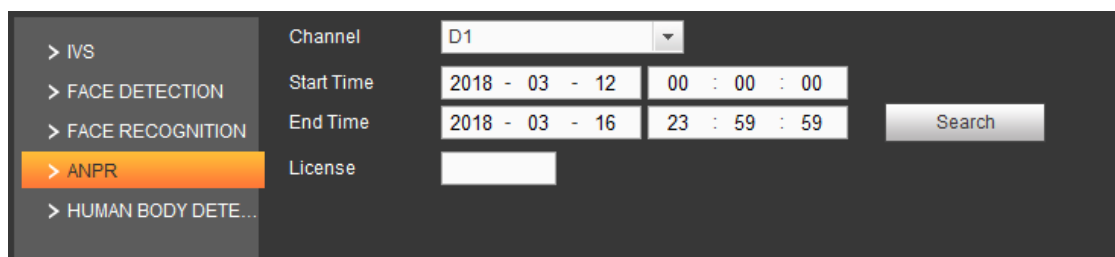 > IVS
> FACE DETECTION
> FACE RECOGNITION
> ANPR
> HUMAN BODY DETE...
Channel D1
Start Time 2018 - 03 - 12 00 : 00 : 00
End Time 2018 - 03 - 16 23 : 59 : 59 Search
License